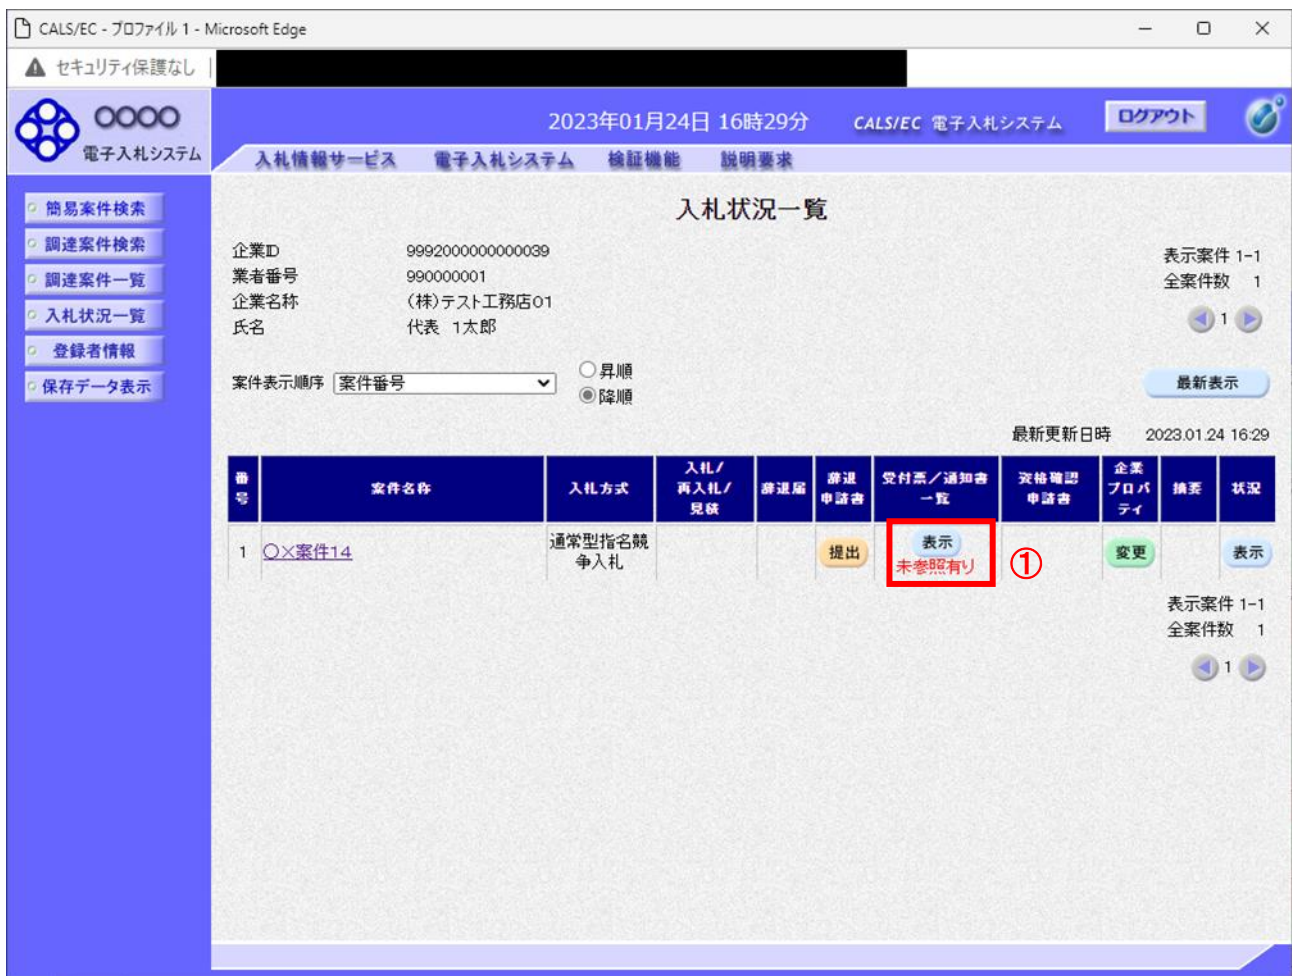 CALS/EC - プロファイル 1 - Microsoft Edge
セキュリティ保護なし
OOOO
電子入札システム
2023年01月24日 16時29分
CALS/EC 電子入札システム
ログアウト
入札情報サービス 電子入札システム 検証機能 説明要求
簡易案件検索
調達案件検索
調達案件一覧
入札状況一覧
登録者情報
保存データ表示
入札状況一覧
企業ID 9992000000000039
業者番号 990000001
企業名称 (株)テスト工務店01
氏名 代表 1太郎
表示案件 1-1
全案件数 1
1
案件表示順序 案件番号
昇順
降順
最新表示
最新更新日時 2023.01.24 16:29
番号 案件名称 入札方式 入札/再入札/見積 辞退届 辞退申請書 受付票/通知書一覧 資格確認申請書 企業プロパティ 摘要 状況
1 ○×案件14 通常型指名競争入札 提出 表示 未参照有り 変更 表示
①
表示案件 1-1
全案件数 1
1